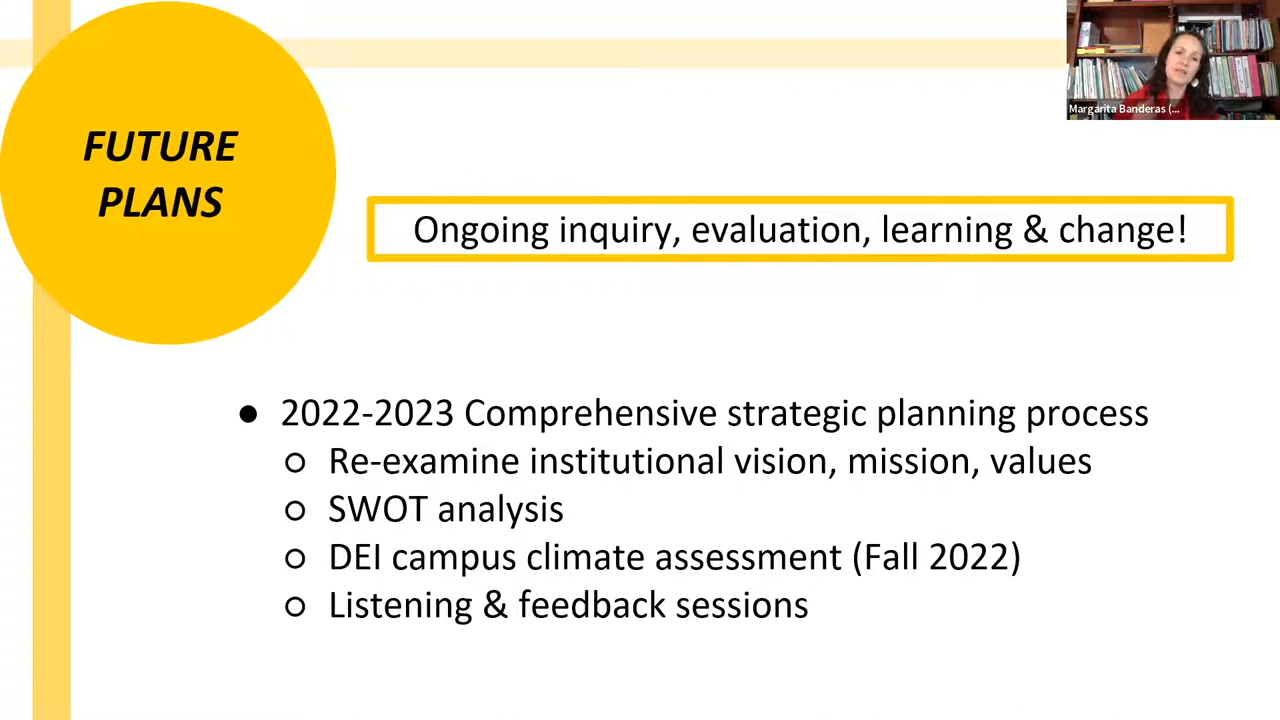 FUTURE
PLANS
Margarita Banderas (...
Ongoing inquiry, evaluation, learning & change!
● 2022-2023 Comprehensive strategic planning process
○ Re-examine institutional vision, mission, values
○ SWOT analysis
○ DEI campus climate assessment (Fall 2022)
○ Listening & feedback sessions